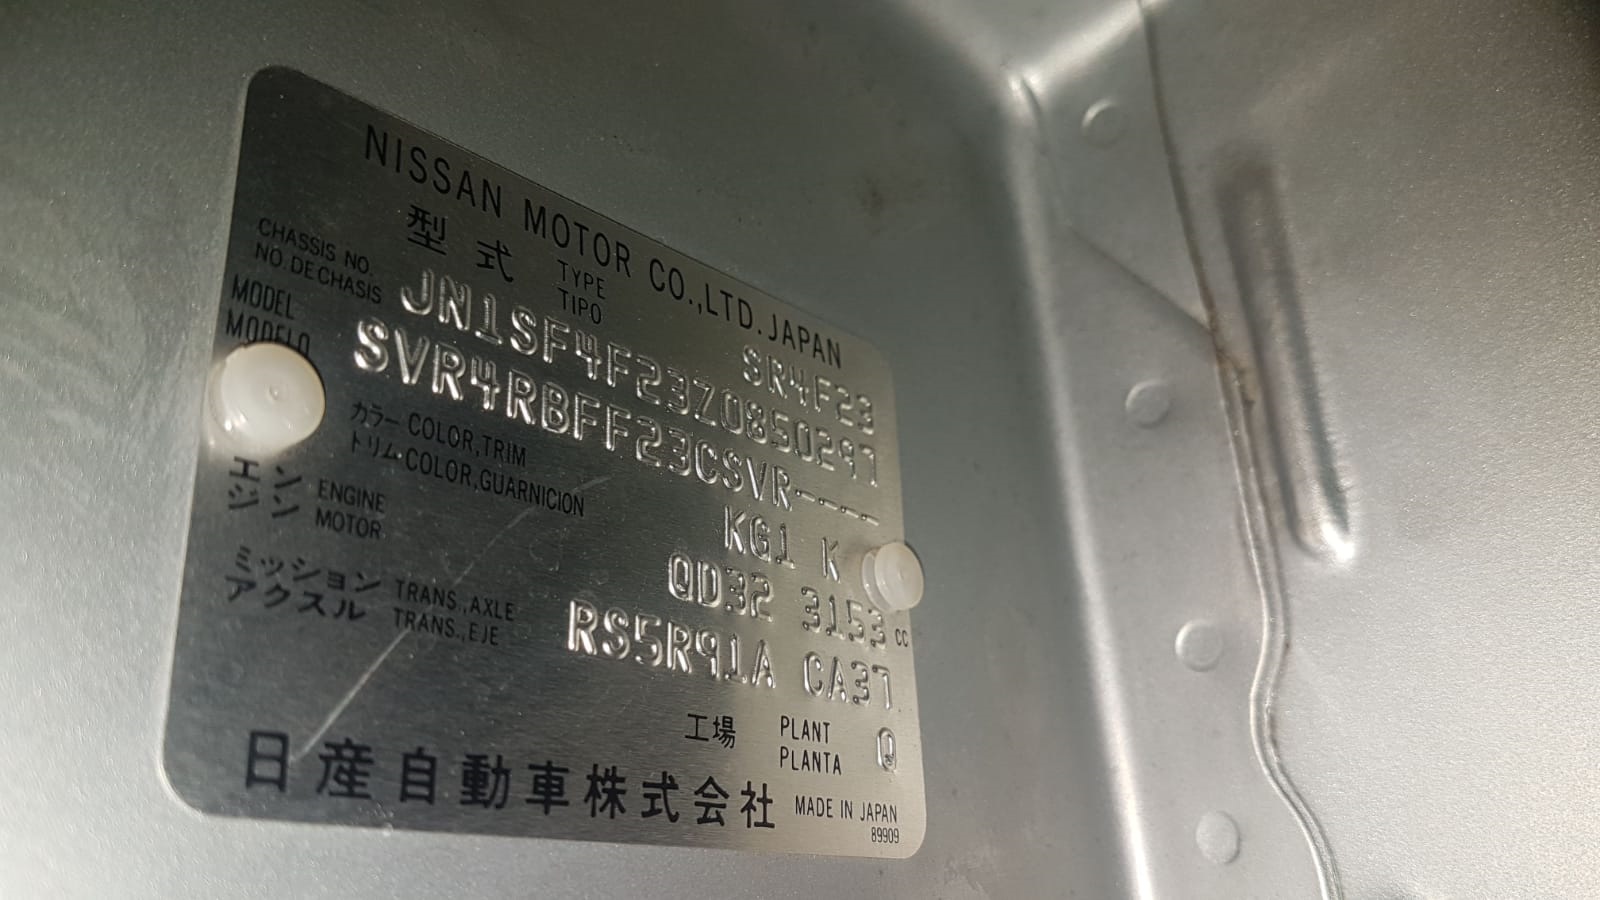 NISSAN MOTOR CO.,LTD. JAPAN
型式 TYPE TIPO SR4F23
CHASSIS NO. NO. DE CHASIS JN1SF4F23Z0850297
MODEL MODELO SVR4RBFF23CSVR----
カラー COLOR,TRIM
トリム COLOR,GUARNICION KG1 K
エンジン ENGINE MOTOR QD32 3153 cc
ミッション TRANS.,AXLE
アクスル TRANS.,EJE RS5R91A CA37
工場 PLANT PLANTA Q
日産自動車株式会社 MADE IN JAPAN
89909